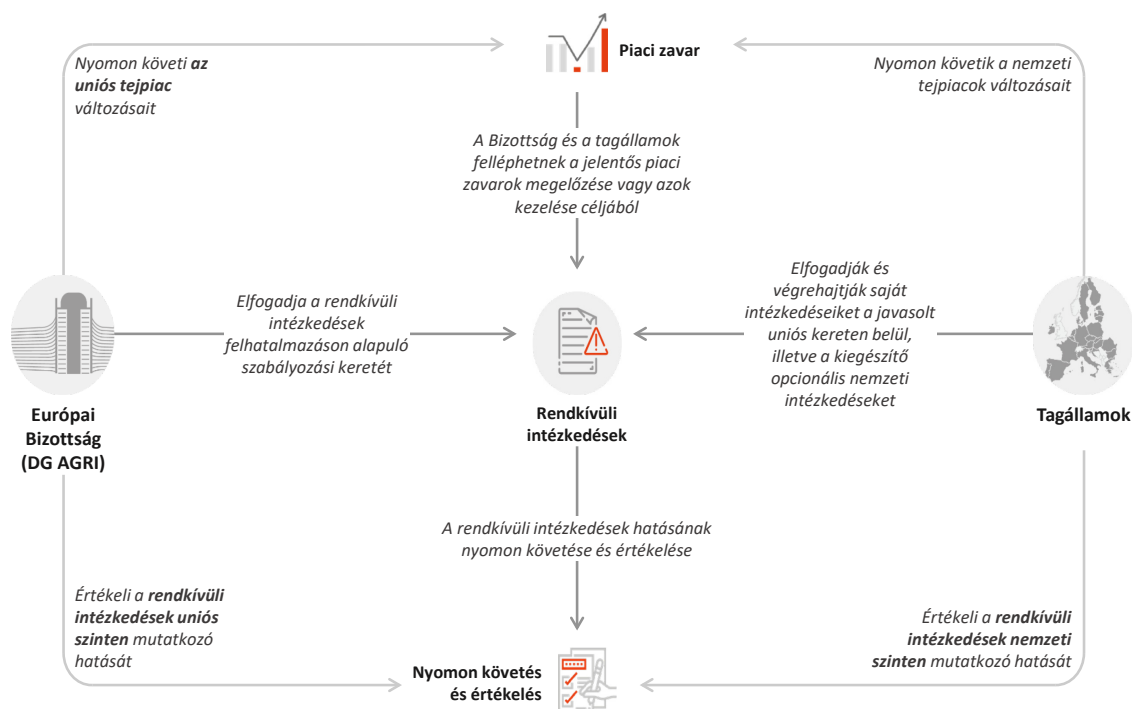 Piaci zavar
Nyomon követi az
uniós tejpiac
változásait
Nyomon követik a nemzeti
tejpiacok változásait
A Bizottság és a tagállamok
felléphetnek a jelentős piaci
zavarok megelőzése vagy azok
kezelése céljából
Elfogadja a rendkívüli
intézkedések
felhatalmazáson alapuló
szabályozási keretét
Elfogadják és
végrehajtják saját
intézkedéseiket a javasolt
uniós kereten belül,
illetve a kiegészítő
opcionális nemzeti
intézkedéseket
Európai
Bizottság
(DG AGRI)
Rendkívüli
intézkedések
Tagállamok
A rendkívüli intézkedések hatásának
nyomon követése és értékelése
Értékeli a rendkívüli
intézkedések uniós
szinten mutatkozó
hatását
Értékeli a rendkívüli
intézkedések nemzeti
szinten mutatkozó hatását
Nyomon követés
és értékelés